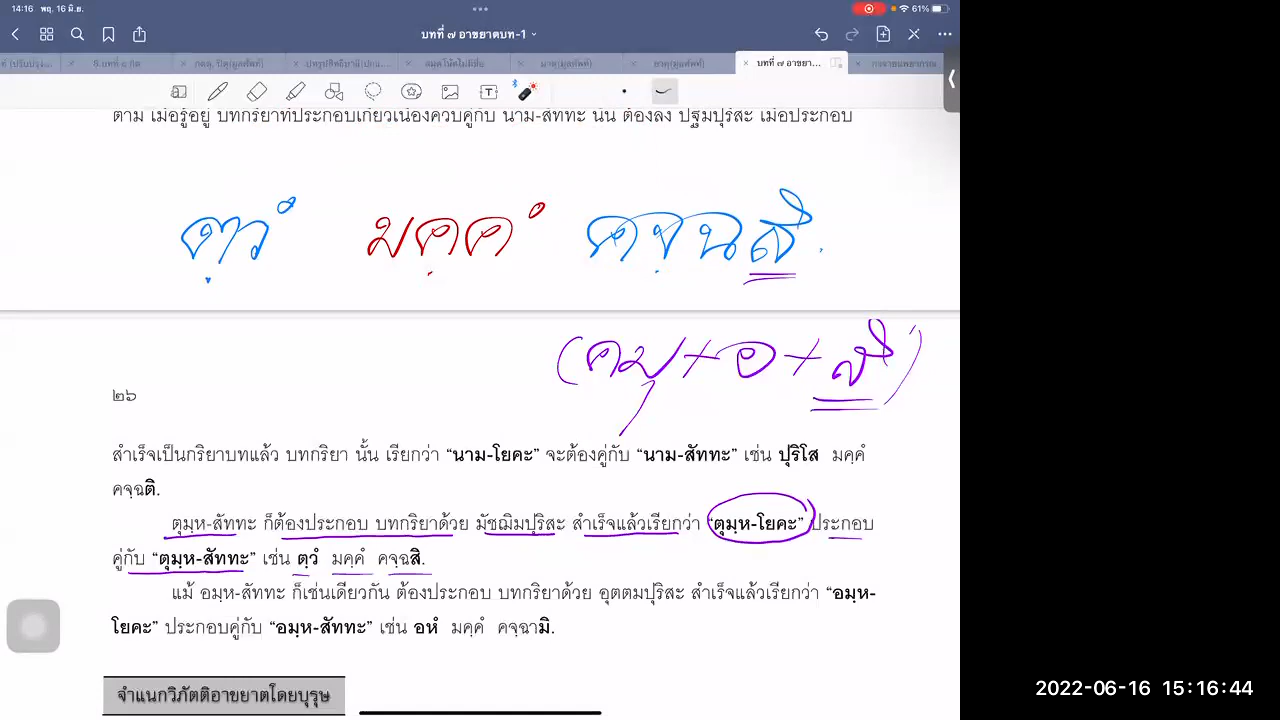 14:16 พฤ. 16 มิ.ย.
61%
บทที่ ๗ อาขยาตบท-1
8.บทที่ ๘ กิต
บทที่ ๗ อาขยา...
ตาม เมื่อรู้อยู่ บทกริยาที่ประกอบเกี่ยวเนื่องควบคู่กับ นาม-สัททะ นั้น ต้องลง ปฐมปุริสะ เมื่อประกอบ
ตฺวํ มคฺคํ คจฺฉสิ.
(คมุ+อ+สิ)
๒๖
สำเร็จเป็นกริยาบทแล้ว บทกริยา นั้น เรียกว่า “นาม-โยคะ” จะต้องคู่กับ “นาม-สัททะ” เช่น ปุริโส มคฺคํ
คจฺฉติ.
ตุมฺห-สัททะ ก็ต้องประกอบ บทกริยาด้วย มัชฌิมปุริสะ สำเร็จแล้วเรียกว่า “ตุมฺห-โยคะ” ประกอบ
คู่กับ “ตุมฺห-สัททะ” เช่น ตฺวํ มคฺคํ คจฺฉสิ.
แม้ อมฺห-สัททะ ก็เช่นเดียวกัน ต้องประกอบ บทกริยาด้วย อุตตมปุริสะ สำเร็จแล้วเรียกว่า “อมฺห-
โยคะ” ประกอบคู่กับ “อมฺห-สัททะ” เช่น อหํ มคฺคํ คจฺฉามิ.
จำแนกวิภัตติอาขยาตโดยบุรุษ
2022-06-16 15:16:44